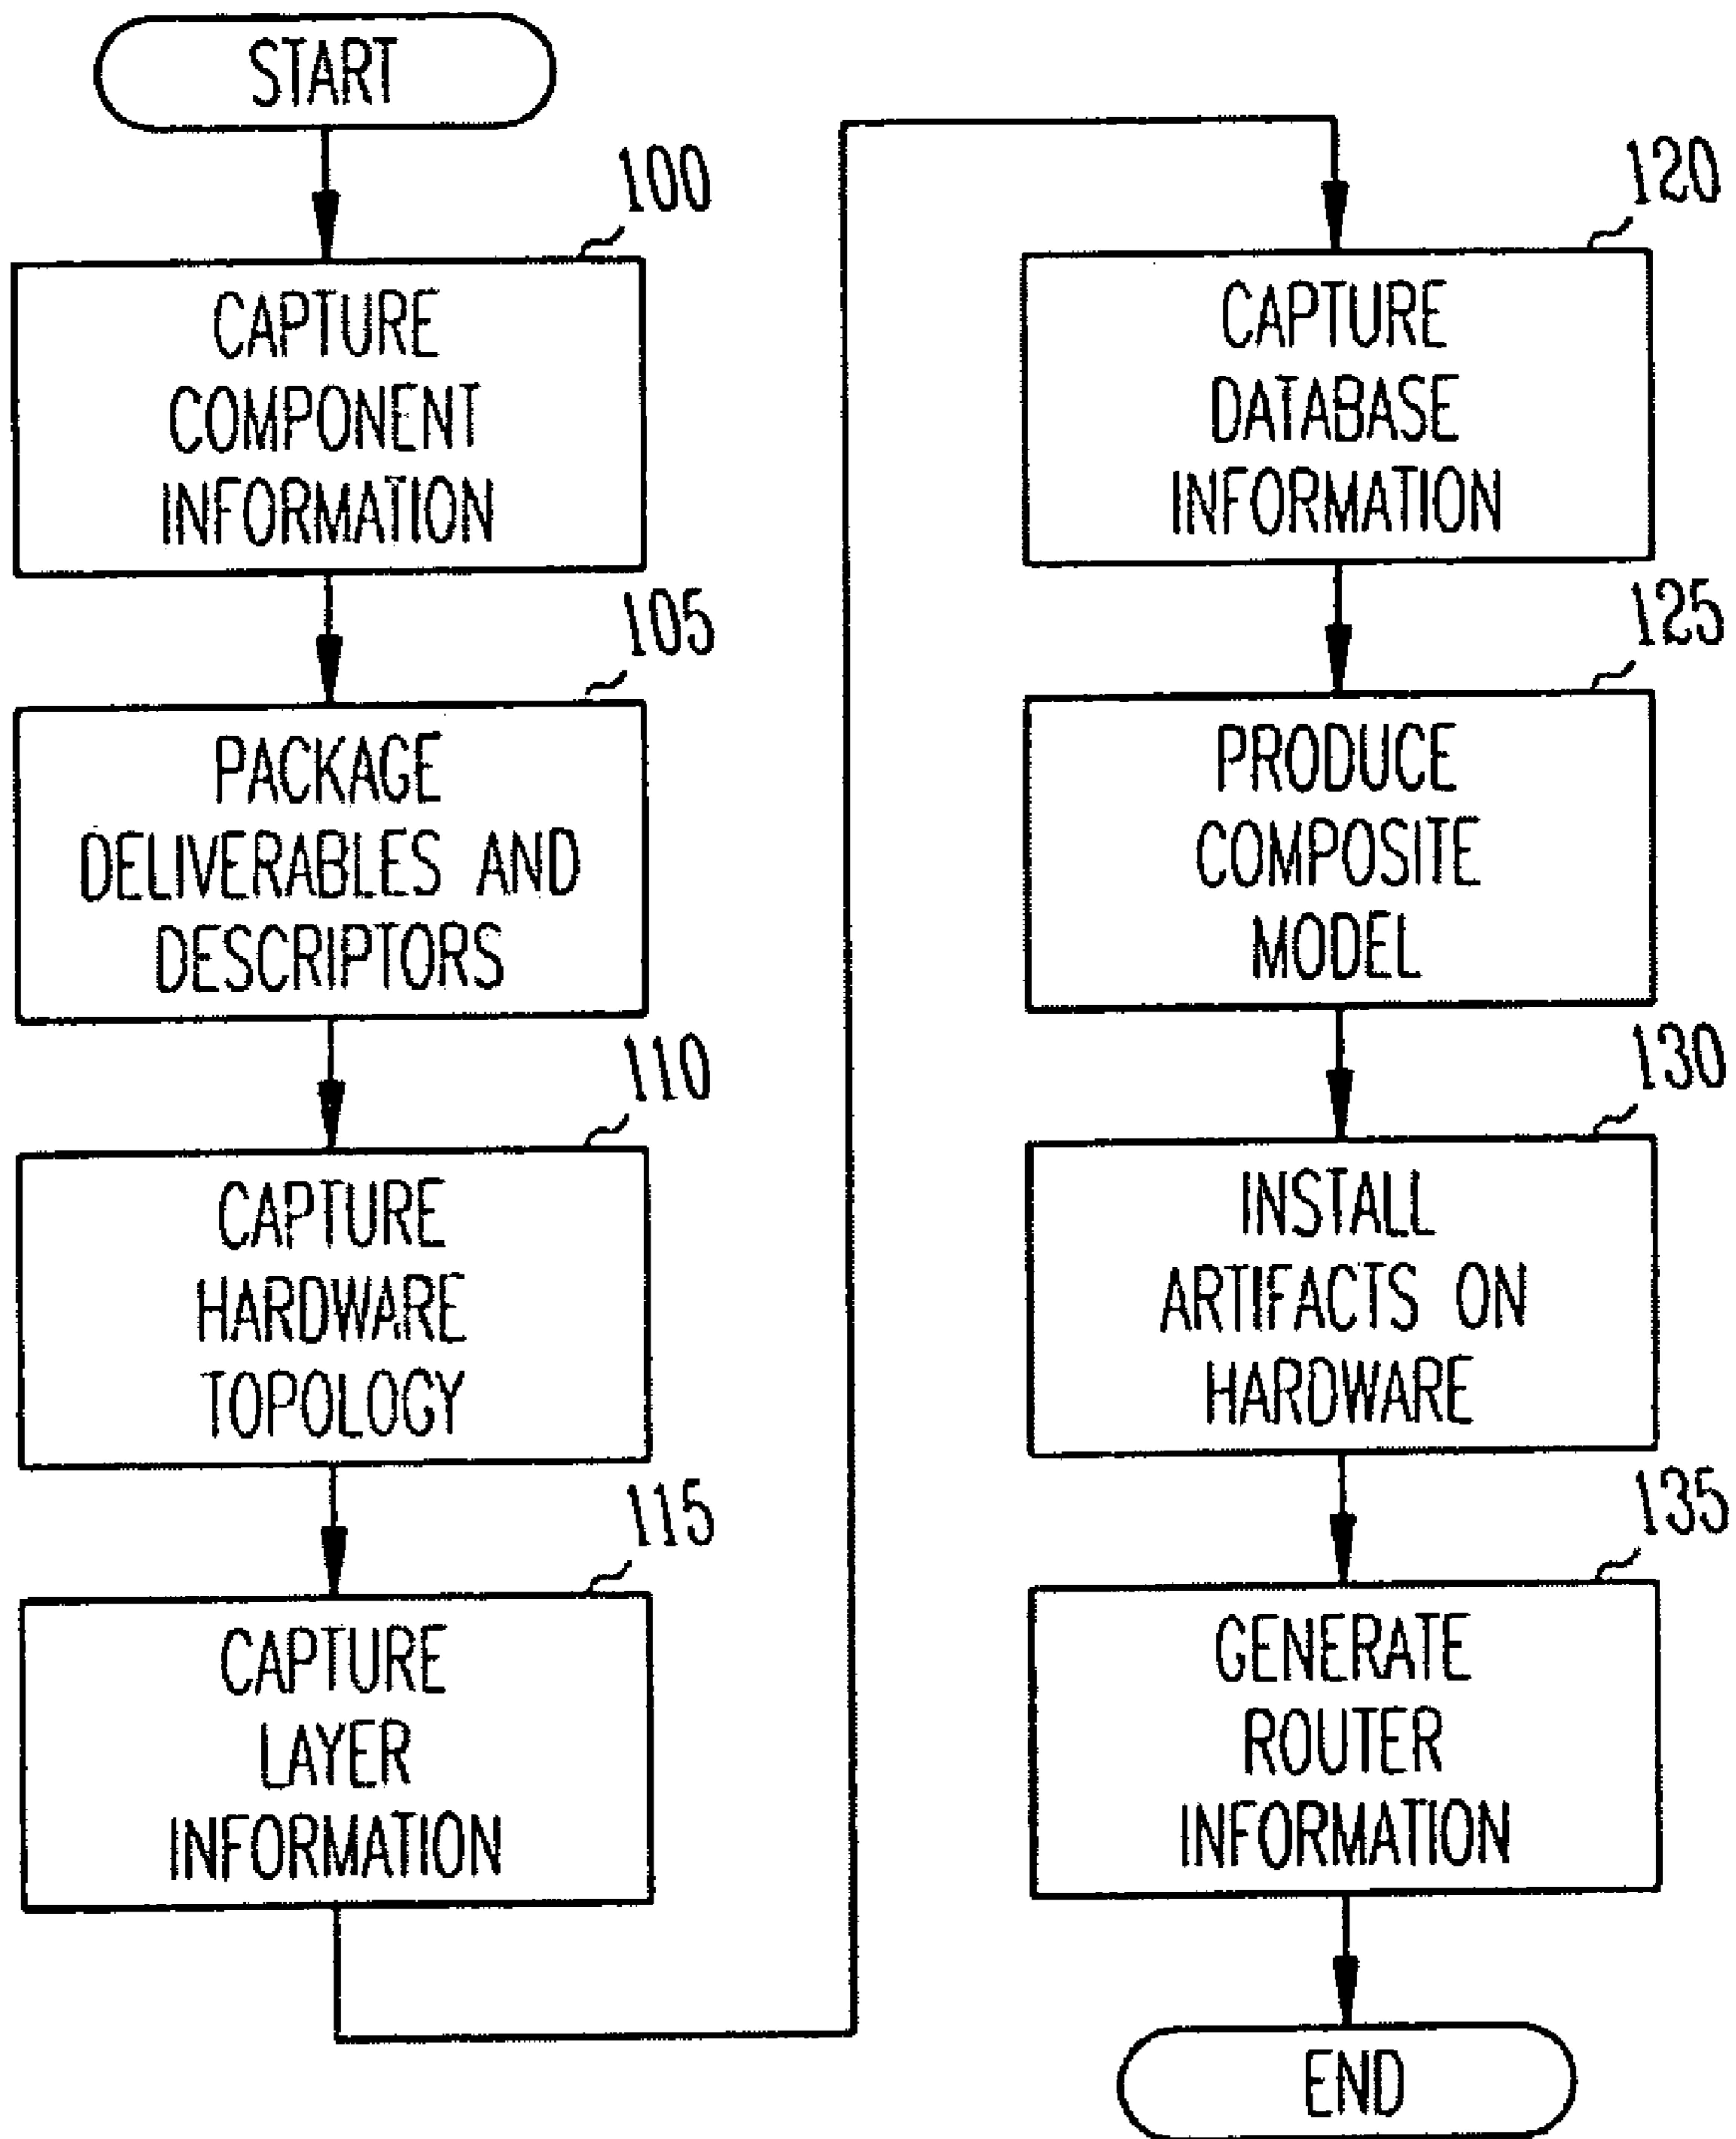 START
100
CAPTURE
COMPONENT
INFORMATION
105
PACKAGE
DELIVERABLES AND
DESCRIPTORS
110
CAPTURE
HARDWARE
TOPOLOGY
115
CAPTURE
LAYER
INFORMATION
120
CAPTURE
DATABASE
INFORMATION
125
PRODUCE
COMPOSITE
MODEL
130
INSTALL
ARTIFACTS ON
HARDWARE
135
GENERATE
ROUTER
INFORMATION
END